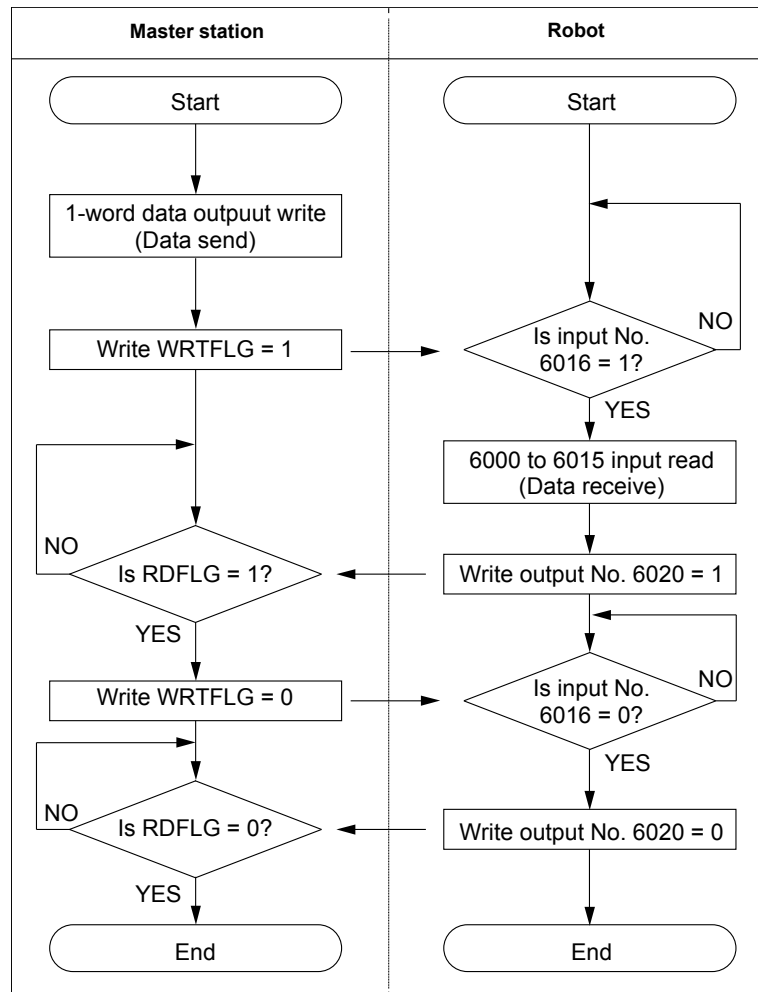 Master station
Robot
Start
Start
1-word data outpuut write
(Data send)
Write WRTFLG = 1
Is input No.
6016 = 1?
NO
YES
6000 to 6015 input read
(Data receive)
NO
Is RDFLG = 1?
Write output No. 6020 = 1
YES
Write WRTFLG = 0
Is input No.
6016 = 0?
NO
YES
NO
Is RDFLG = 0?
Write output No. 6020 = 0
YES
End
End